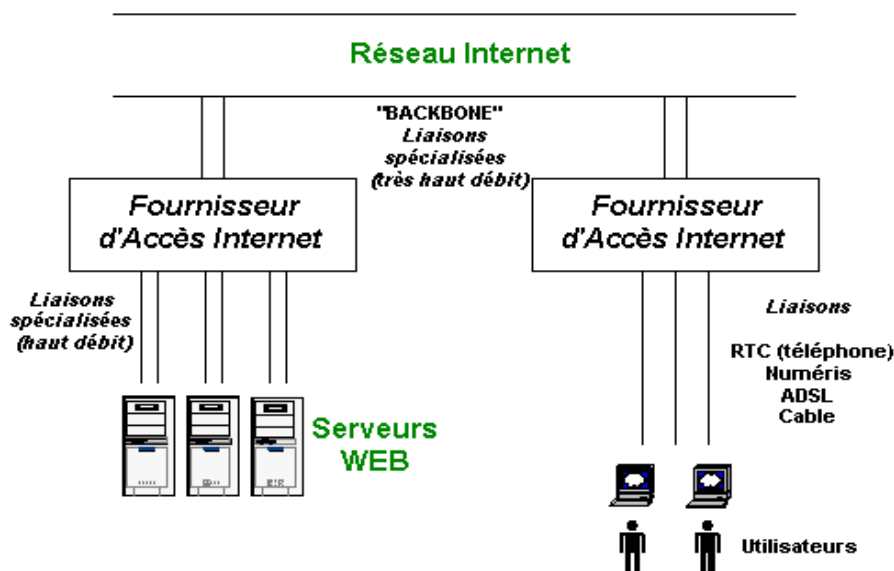 Réseau Internet
"BACKBONE"
Liaisons
spécialisées
(très haut débit)
Fournisseur
d'Accès Internet
Fournisseur
d'Accès Internet
Liaisons
spécialisées
(haut débit)
Liaisons
RTC (téléphone)
Numéris
ADSL
Cable
Serveurs
WEB
Utilisateurs